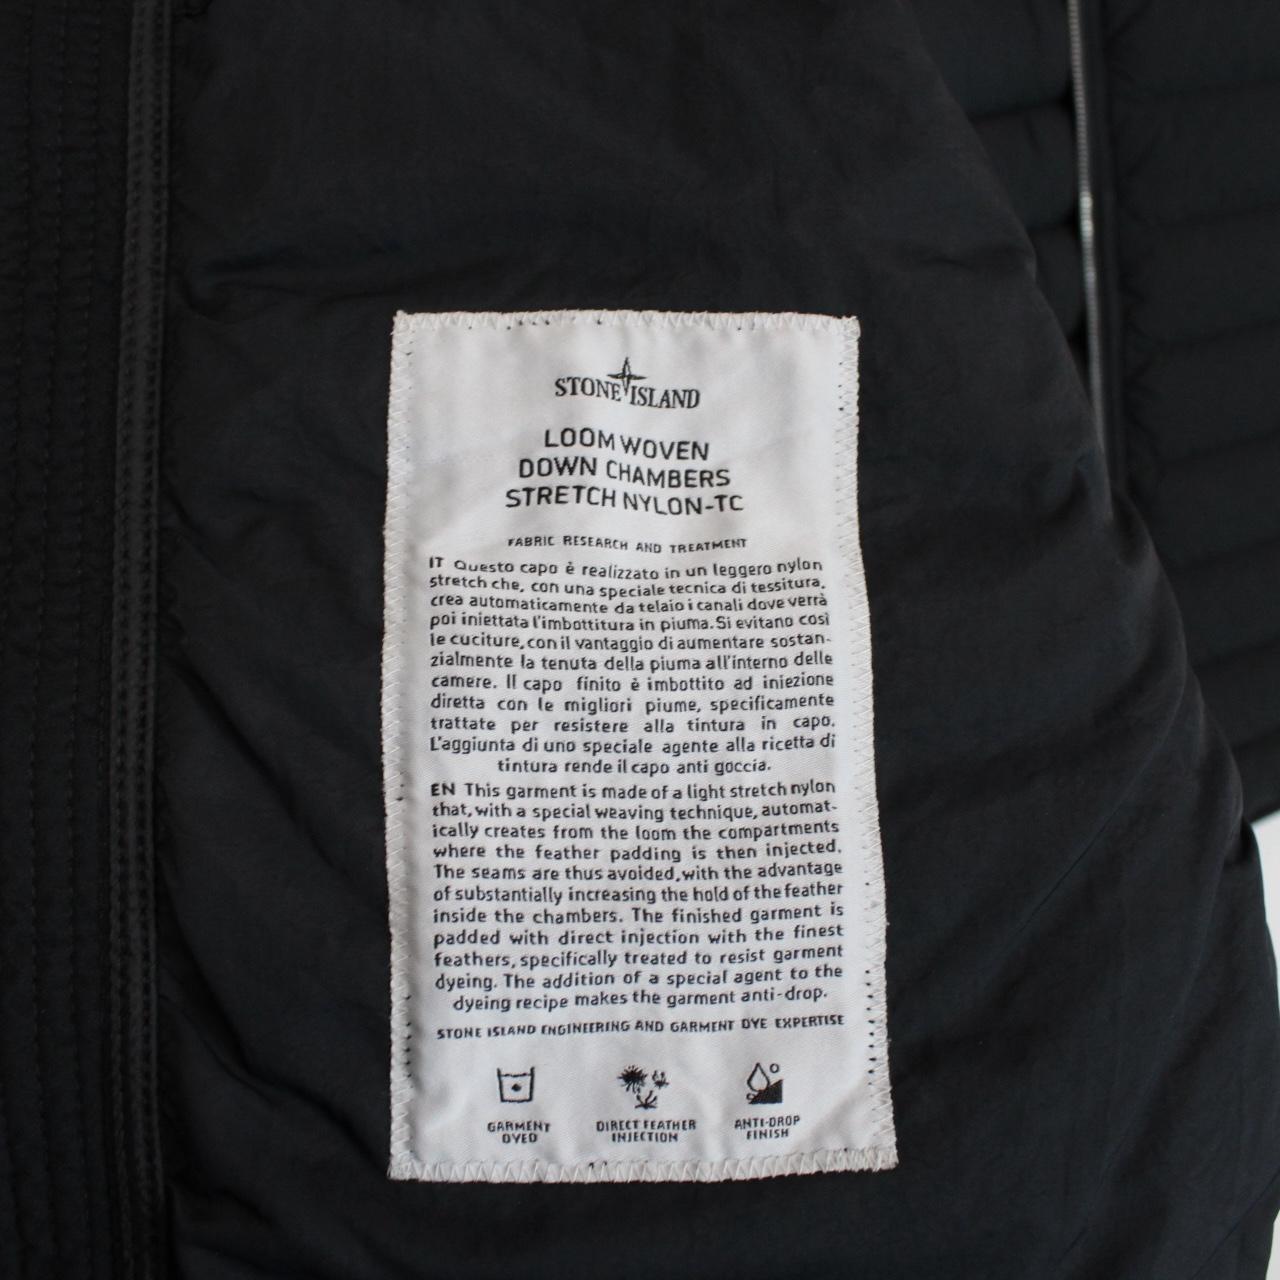 STONE ISLAND
LOOM WOVEN
DOWN CHAMBERS
STRETCH NYLON-TC
FABRIC RESEARCH AND TREATMENT
IT Questo capo è realizzato in un leggero nylon
stretch che, con una speciale tecnica di tessitura,
crea automaticamente da telaio i canali dove verrà
poi iniettata l'imbottitura in piuma. Si evitano così
le cuciture, con il vantaggio di aumentare sostan-
zialmente la tenuta della piuma all'interno delle
camere. Il capo finito è imbottito ad iniezione
diretta con le migliori piume, specificamente
trattate per resistere alla tintura in capo.
L'aggiunta di uno speciale agente alla ricetta di
tintura rende il capo anti goccia.
EN This garment is made of a light stretch nylon
that, with a special weaving technique, automat-
ically creates from the loom the compartments
where the feather padding is then injected.
The seams are thus avoided, with the advantage
of substantially increasing the hold of the feather
inside the chambers. The finished garment is
padded with direct injection with the finest
feathers, specifically treated to resist garment
dyeing. The addition of a special agent to the
dyeing recipe makes the garment anti-drop.
STONE ISLAND ENGINEERING AND GARMENT DYE EXPERTISE
GARMENT
DYED
DIRECT FEATHER
INJECTION
ANTI-DROP
FINISH